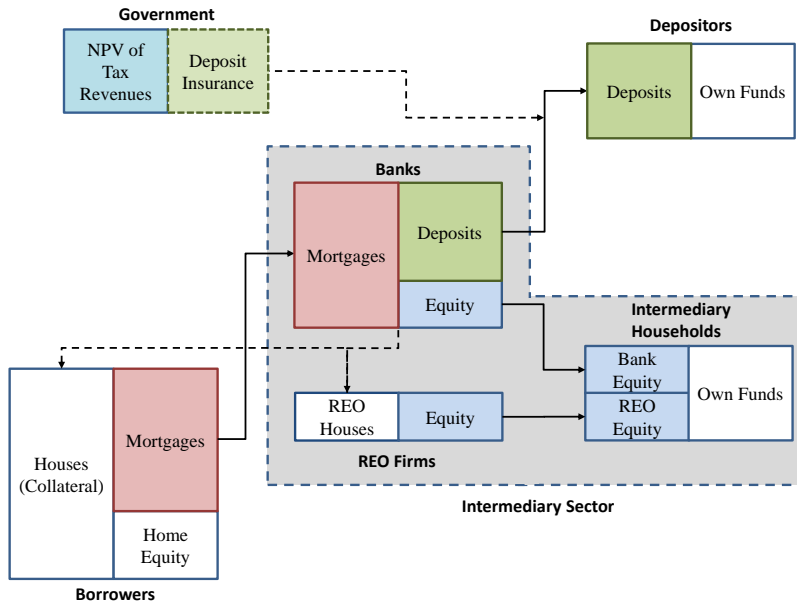 Government
NPV of
Tax
Revenues
Deposit
Insurance
Depositors
Deposits
Own Funds
Banks
Mortgages
Deposits
Equity
Intermediary
Households
Bank
Equity
REO
Equity
Own Funds
REO
Houses
Equity
REO Firms
Intermediary Sector
Houses
(Collateral)
Mortgages
Home
Equity
Borrowers